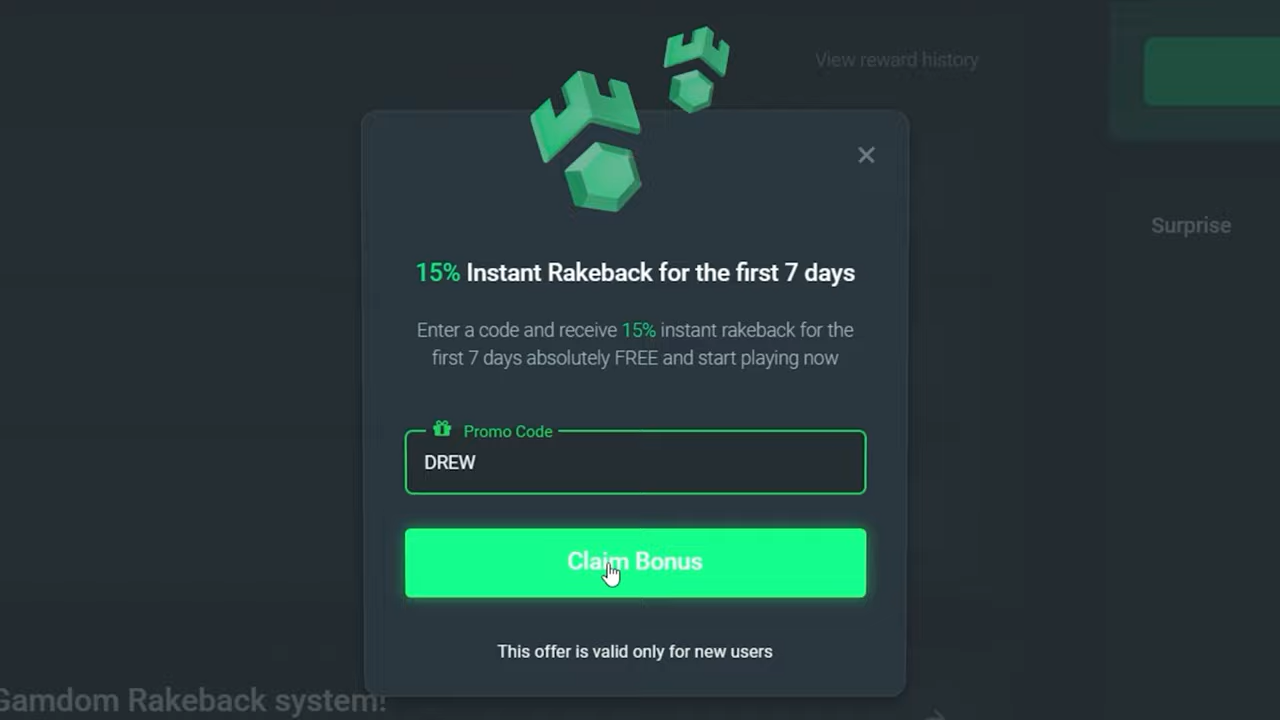 View reward history
Surprise
15% Instant Rakeback for the first 7 days
Enter a code and receive 15% instant rakeback for the
first 7 days absolutely FREE and start playing now
Promo Code
DREW
Claim Bonus
This offer is valid only for new users
Gamdom Rakeback system!